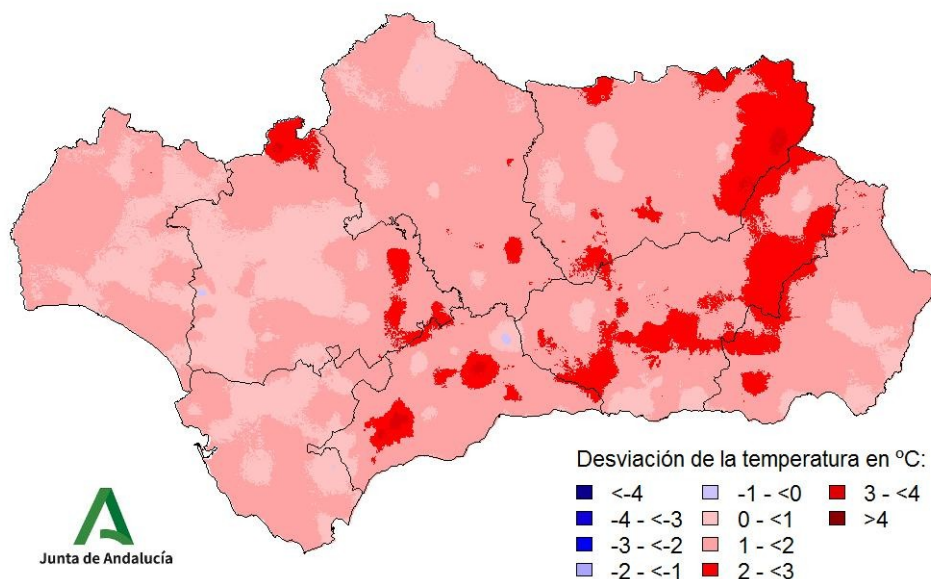 Desviación de la temperatura en ºC:
<-4 -1 - <0 3 - <4
-4 - <-3 0 - <1 >4
-3 - <-2 1 - <2
-2 - <-1 2 - <3
Junta de Andalucía